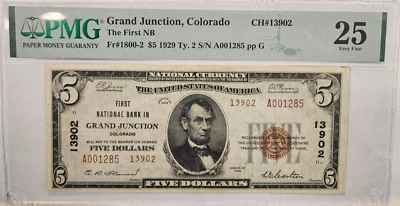 PMG
PAPER MONEY GUARANTY
Grand Junction, Colorado CH#13902
The First NB
Fr#1800-2 $5 1929 Ty. 2 S/N A001285 pp G
25
Very Fine
NATIONAL CURRENCY
THE UNITED STATES OF AMERICA
5
5
FIRST
NATIONAL BANK IN
GRAND JUNCTION
COLORADO
WILL PAY TO THE BEARER ON DEMAND
FIVE DOLLARS
13902 A001285
13902
13902
A001285 13902
5
5
FIVE DOLLARS